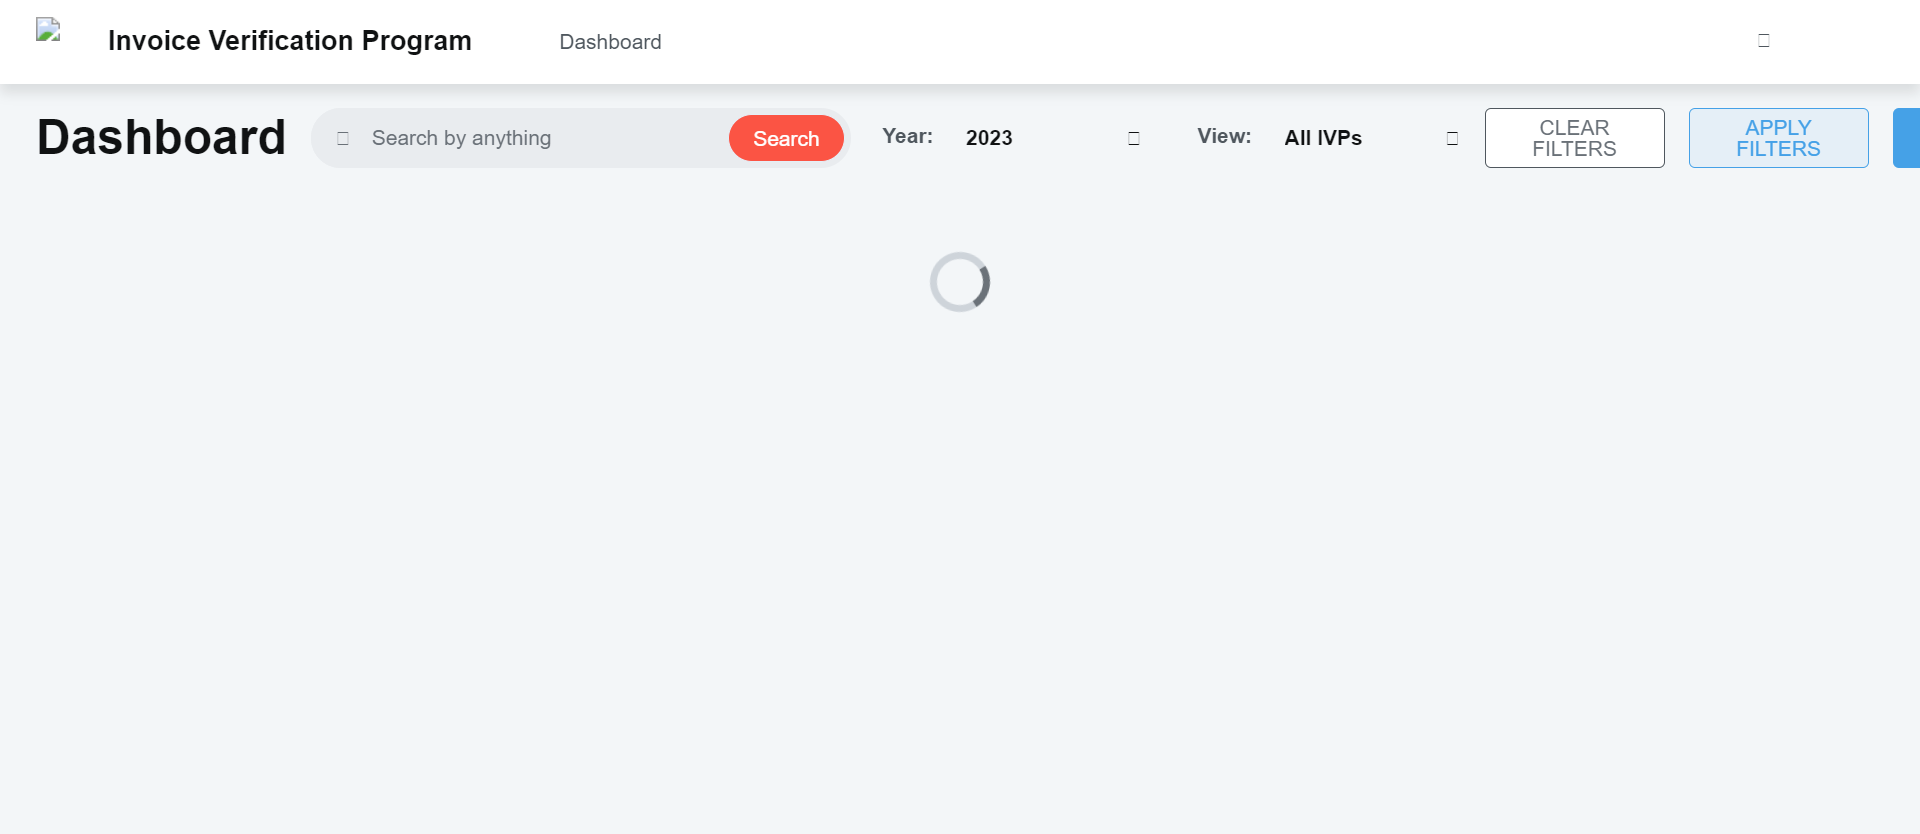 Invoice Verification Program
Dashboard
Dashboard
Search by anything
Search
Year:
2023
View:
All IVPs
CLEAR
FILTERS
APPLY
FILTERS